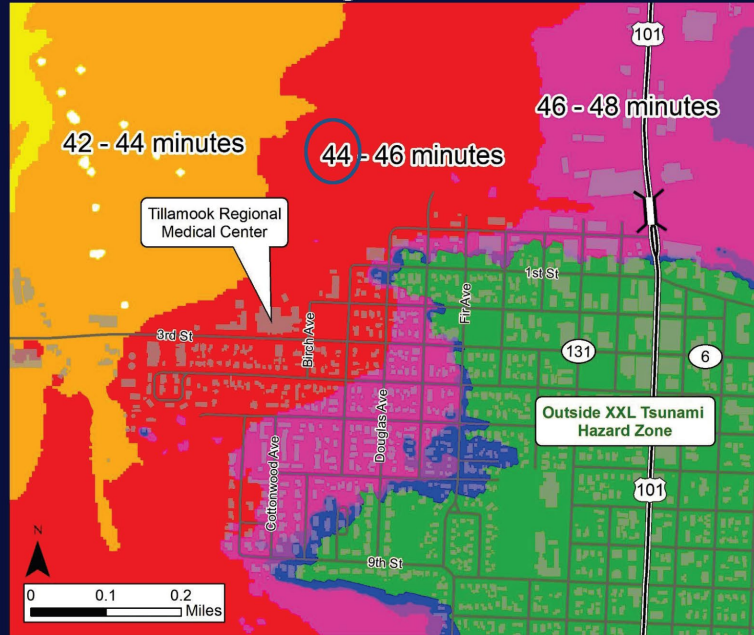 101
46 - 48 minutes
42 - 44 minutes
44 - 46 minutes
Tillamook Regional
Medical Center
1st St
Fir Ave
3rd St
Birch Ave
131
6
Douglas Ave
Outside XXL Tsunami
Hazard Zone
Cottonwood Ave
101
9th St
N
0 0.1 0.2
Miles